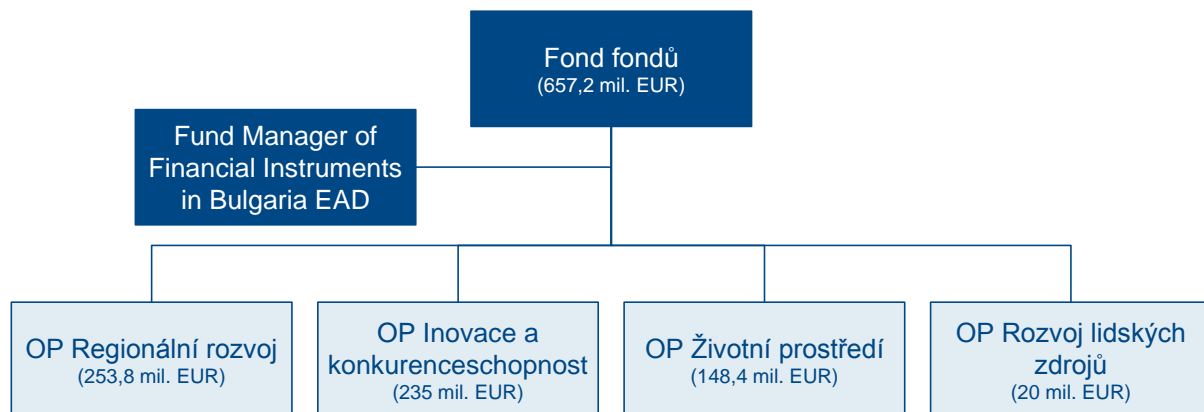 Fond fondů
(657,2 mil. EUR)
Fund Manager of
Financial Instruments
in Bulgaria EAD
OP Regionální rozvoj
(253,8 mil. EUR)
OP Inovace a
konkurenceschopnost
(235 mil. EUR)
OP Životní prostředí
(148,4 mil. EUR)
OP Rozvoj lidských
zdrojů
(20 mil. EUR)